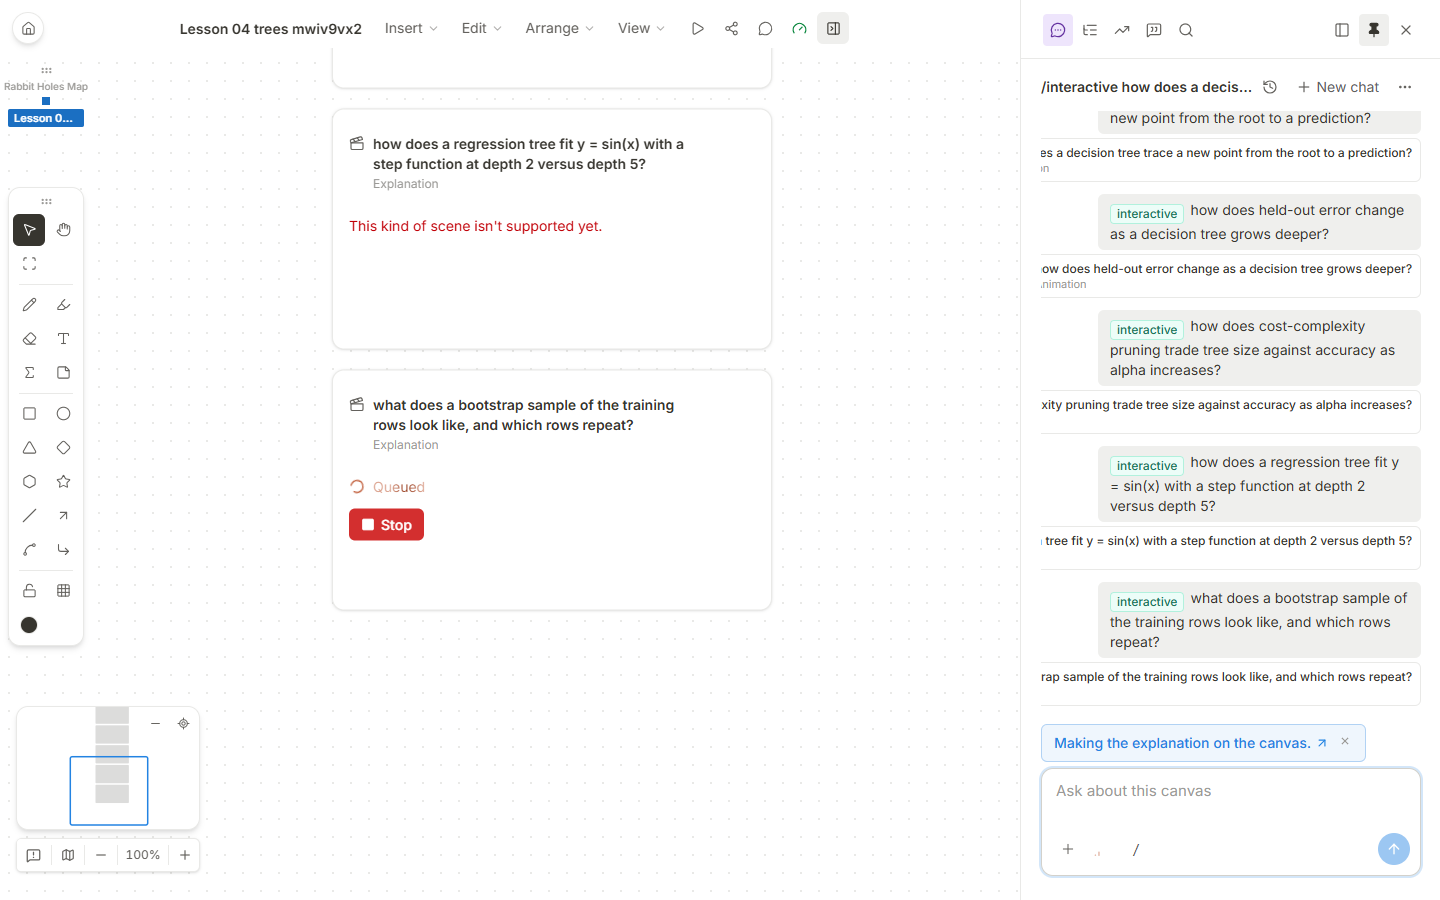 Lesson 04 trees mwiv9vx2
Insert
Edit
Arrange
View
Rabbit Holes Map
Lesson 0...
how does a regression tree fit y = sin(x) with a
step function at depth 2 versus depth 5?
Explanation
This kind of scene isn't supported yet.
what does a bootstrap sample of the training
rows look like, and which rows repeat?
Explanation
Queued
Stop
100%
/interactive how does a decis...
New chat
new point from the root to a prediction?
es a decision tree trace a new point from the root to a prediction?
on
interactive how does held-out error change
as a decision tree grows deeper?
how does held-out error change as a decision tree grows deeper?
Animation
interactive how does cost-complexity
pruning trade tree size against accuracy as
alpha increases?
xity pruning trade tree size against accuracy as alpha increases?
interactive how does a regression tree fit y
= sin(x) with a step function at depth 2
versus depth 5?
tree fit y = sin(x) with a step function at depth 2 versus depth 5?
interactive what does a bootstrap sample of
the training rows look like, and which rows
repeat?
rap sample of the training rows look like, and which rows repeat?
Making the explanation on the canvas.
Ask about this canvas
/